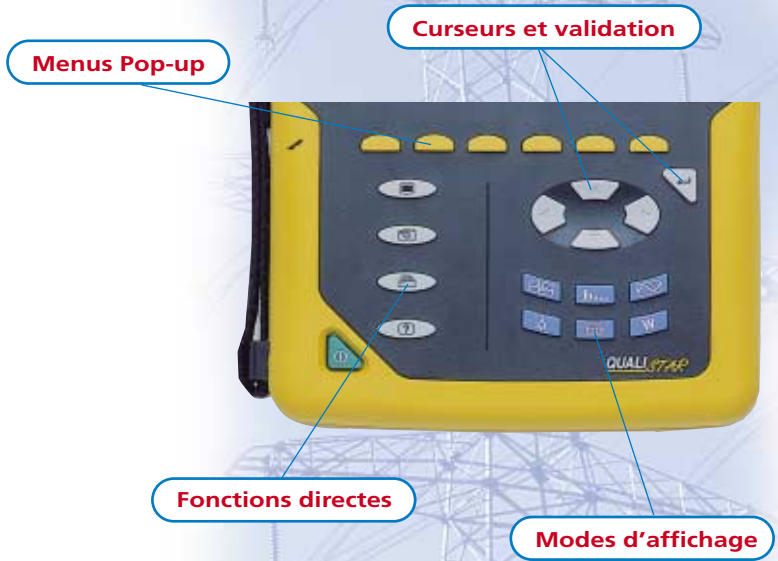 Curseurs et validation
Menus Pop-up
?
W
QUALISTAR
Fonctions directes
Modes d'affichage